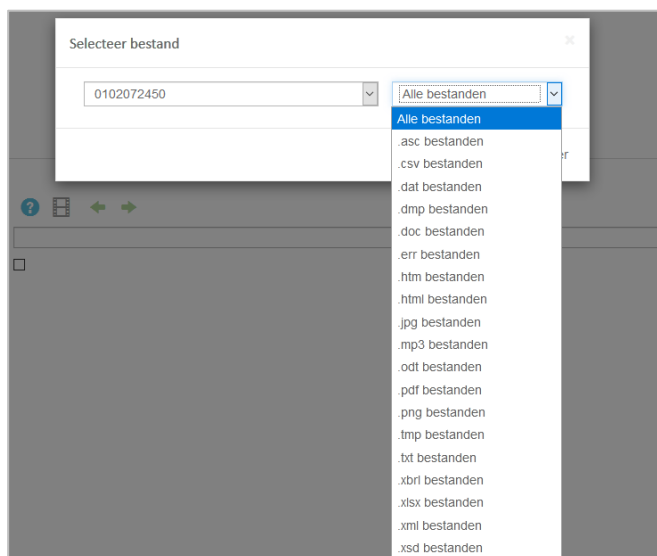 Selecteer bestand
×
0102072450
Alle bestanden
Alle bestanden
.asc bestanden
.csv bestanden
.dat bestanden
.dmp bestanden
.doc bestanden
er
.err bestanden
.htm bestanden
.html bestanden
.jpg bestanden
.mp3 bestanden
.odt bestanden
.pdf bestanden
.png bestanden
.tmp bestanden
.txt bestanden
.xbrl bestanden
.xlsx bestanden
.xml bestanden
.xsd bestanden